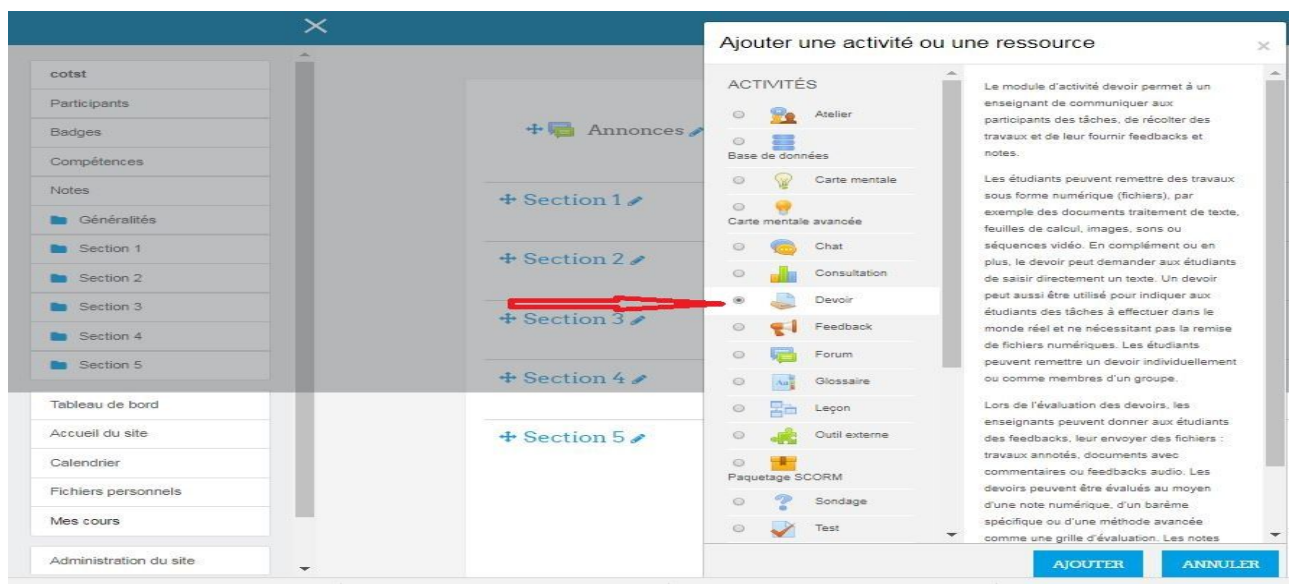 cotst
Participants
Badges
Compétences
Notes
Généralités
Section 1
Section 2
Section 3
Section 4
Section 5
Tableau de bord
Accueil du site
Calendrier
Fichiers personnels
Mes cours
Administration du site
Annonces
Section 1
Section 2
Section 3
Section 4
Section 5
Ajouter une activité ou une ressource
ACTIVITÉS
Atelier
Base de données
Carte mentale
Carte mentale avancée
Chat
Consultation
Devoir
Feedback
Forum
Glossaire
Leçon
Outil externe
Paquetage SCORM
Sondage
Test
Le module d'activité devoir permet à un
enseignant de communiquer aux
participants des tâches, de récolter des
travaux et de leur fournir feedbacks et
notes.
Les étudiants peuvent remettre des travaux
sous forme numérique (fichiers), par
exemple des documents traitement de texte,
feuilles de calcul, images, sons ou
séquences vidéo. En complément ou en
plus, le devoir peut demander aux étudiants
de saisir directement un texte. Un devoir
peut aussi être utilisé pour indiquer aux
étudiants des tâches à effectuer dans le
monde réel et ne nécessitant pas la remise
de fichiers numériques. Les étudiants
peuvent remettre un devoir individuellement
ou comme membres d'un groupe.
Lors de l'évaluation des devoirs, les
enseignants peuvent donner aux étudiants
des feedbacks, leur envoyer des fichiers :
travaux annotés, documents avec
commentaires ou feedbacks audio. Les
devoirs peuvent être évalués au moyen
d'une note numérique, d'un barème
spécifique ou d'une méthode avancée
comme une grille d'évaluation. Les notes
AJOUTER
ANNULER